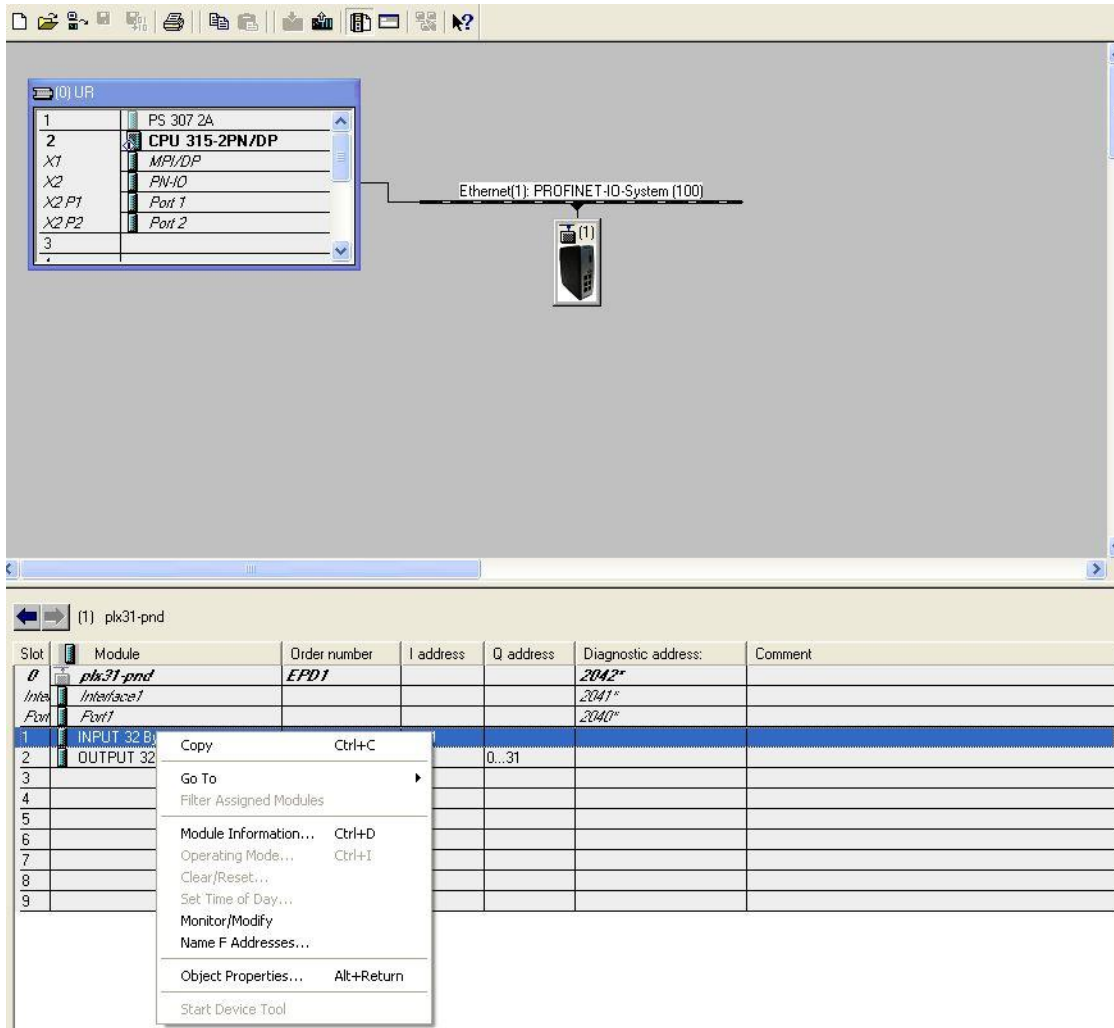 (0) UR
1 PS 307 2A
2 CPU 315-2PN/DP
X1 MPI/DP
X2 PN-IO
X2 P1 Port 1
X2 P2 Port 2
3
Ethernet(1): PROFINET-IO-System (100)
(1)
(1) plx31-pnd
Slot Module Order number I address Q address Diagnostic address: Comment
0 plx31-pnd EPD1 2042*
Interface1 2041*
Port1 2040*
1 INPUT 32
2 OUTPUT 32 0...31
3
4
5
6
7
8
9
Copy Ctrl+C
Go To
Filter Assigned Modules
Module Information... Ctrl+D
Operating Mode... Ctrl+I
Clear/Reset...
Set Time of Day...
Monitor/Modify
Name F Addresses...
Object Properties... Alt+Return
Start Device Tool